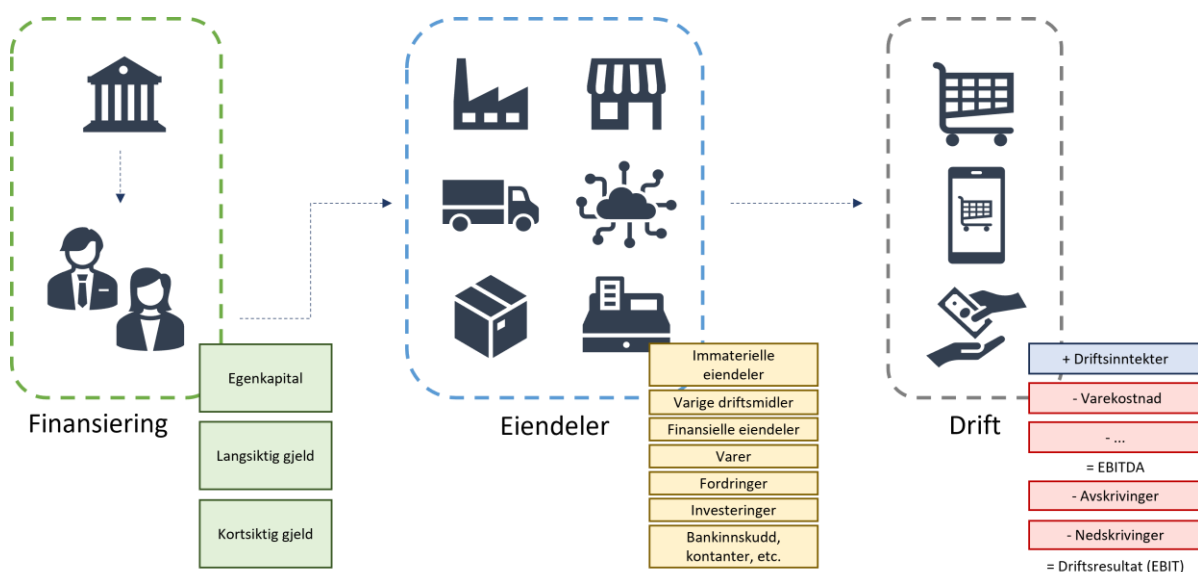 Finansiering
Egenkapital
Langsiktig gjeld
Kortsiktig gjeld
Eiendeler
Immaterielle
eiendeler
Varige driftsmidler
Finansielle eiendeler
Varer
Fordringer
Investeringer
Bankinnskudd,
kontanter, etc.
Drift
+ Driftsinntekter
- Varekostnad
- ...
= EBITDA
- Avskrivinger
- Nedskrivinger
= Driftsresultat (EBIT)